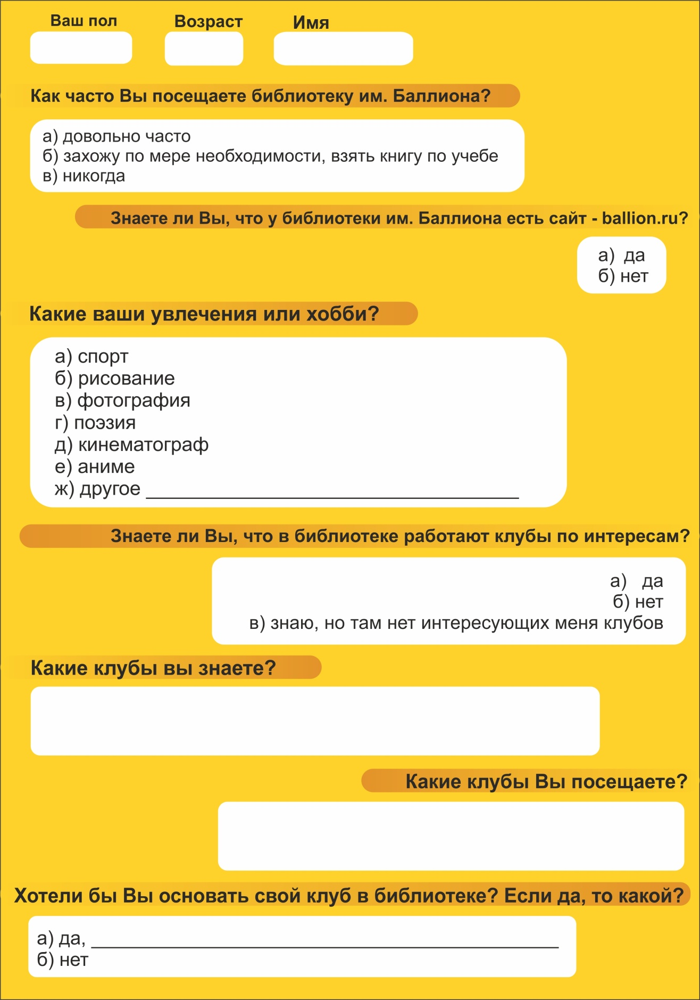 Ваш пол Возраст Имя
Как часто Вы посещаете библиотеку им. Баллиона?
а) довольно часто
б) захожу по мере необходимости, взять книгу по учебе
в) никогда
Знаете ли Вы, что у библиотеки им. Баллиона есть сайт - ballion.ru?
а) да
б) нет
Какие ваши увлечения или хобби?
а) спорт
б) рисование
в) фотография
г) поэзия
д) кинематограф
е) аниме
ж) другое
Знаете ли Вы, что в библиотеке работают клубы по интересам?
а) да
б) нет
в) знаю, но там нет интересующих меня клубов
Какие клубы вы знаете?
Какие клубы Вы посещаете?
Хотели бы Вы основать свой клуб в библиотеке? Если да, то какой?
а) да,
б) нет